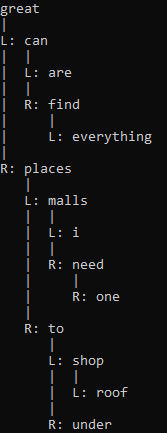 great
L: can
L: are
R: find
L: everything
R: places
L: malls
L: i
R: need
R: one
R: to
L: shop
L: roof
R: under